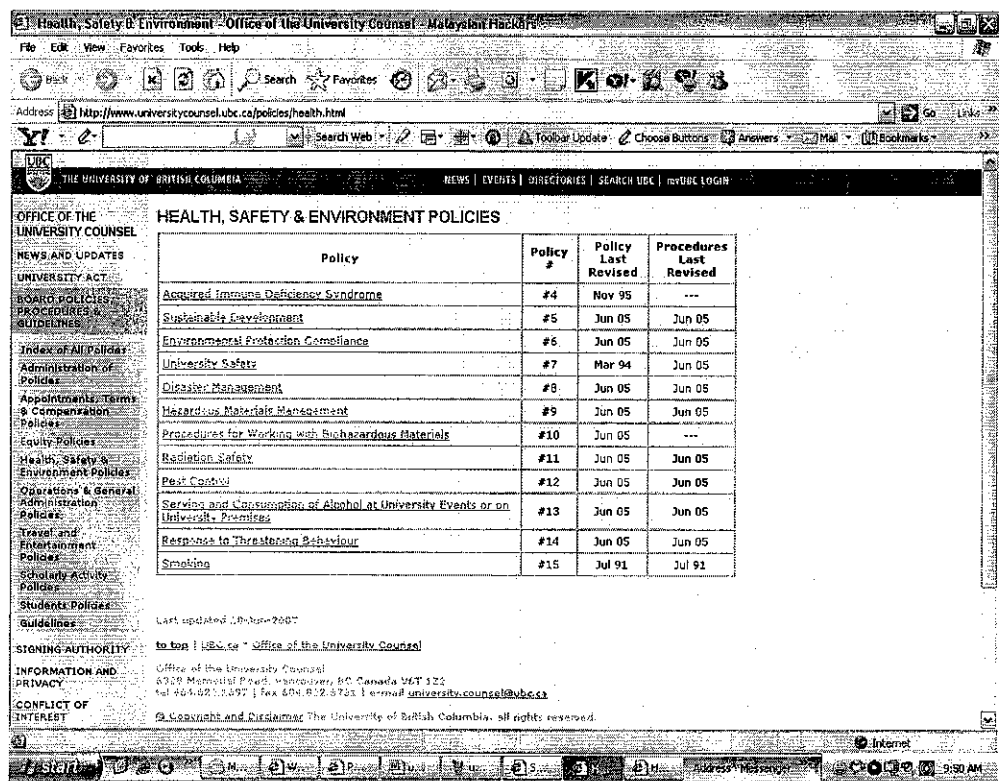 Health, Safety & Environment - Office of the University Counsel - Malaysian Hackers
File Edit View Favorites Tools Help
Back Search Favorites
Address http://www.universitycounsel.ubc.ca/policies/health.html Go Links »
Y! Search Web Toolbar Update Choose Buttons Answers Mail Bookmarks »
UBC
THE UNIVERSITY OF BRITISH COLUMBIA
NEWS | EVENTS | DIRECTORIES | SEARCH UBC | myUBC LOGIN
OFFICE OF THE
UNIVERSITY COUNSEL
NEWS AND UPDATES
UNIVERSITY ACT
BOARD POLICIES
PROCEDURES &
GUIDELINES
Index of All Policies
Administration of
Policies
Appointments, Terms
& Compensation
Policies
Equity Policies
Health, Safety &
Environment Policies
Operations & General
Administration
Policies
Travel and
Entertainment
Policies
Scholarly Activity
Policies
Students Policies
Guidelines
SIGNING AUTHORITY
INFORMATION AND
PRIVACY
CONFLICT OF
INTEREST
HEALTH, SAFETY & ENVIRONMENT POLICIES
Policy Policy # Policy Last Revised Procedures Last Revised
Acquired Immune Deficiency Syndrome #4 Nov 95 ---
Sustainable Development #5 Jun 05 Jun 05
Environmental Protection Compliance #6 Jun 05 Jun 05
University Safety #7 Mar 94 Jun 05
Disaster Management #8 Jun 05 Jun 05
Hazardous Materials Management #9 Jun 05 Jun 05
Procedures for Working with Biohazardous Materials #10 Jun 05 ---
Radiation Safety #11 Jun 05 Jun 05
Pest Control #12 Jun 05 Jun 05
Serving and Consumption of Alcohol at University Events or on
University Premises #13 Jun 05 Jun 05
Response to Threatening Behaviour #14 Jun 05 Jun 05
Smoking #15 Jul 91 Jul 91
Last updated
to top | UBC.ca * Office of the University Counsel
Office of the University Counsel
6328 Memorial Road, Vancouver, BC Canada V6T 1Z2
tel | fax | e-mail university.counsel@ubc.ca
© Copyright and Disclaimer The University of British Columbia, all rights reserved.
Internet
start Address Messenger 9:50 AM